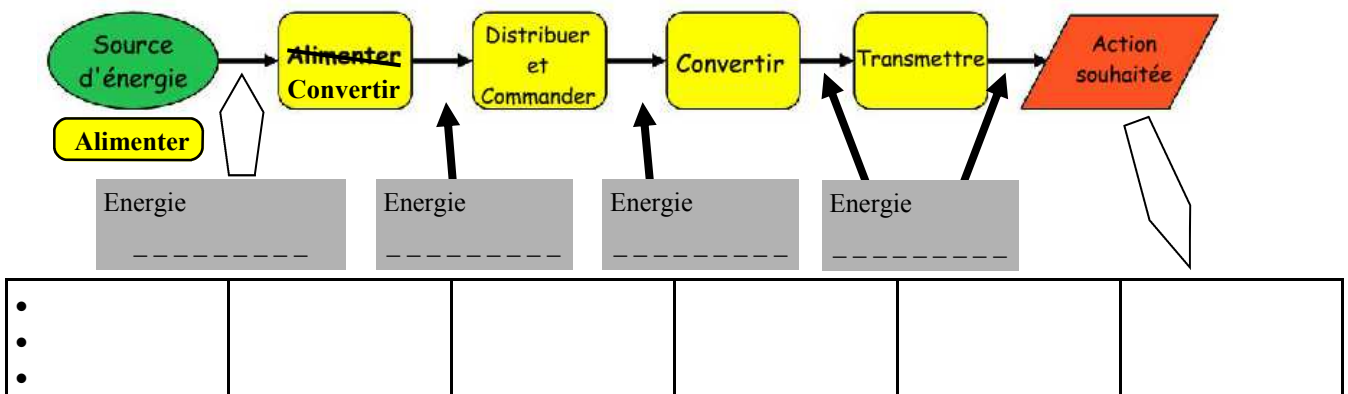 Source
d'énergie
Alimenter
Convertir
Distribuer
et
Commander
Convertir
Transmettre
Action
souhaitée
Alimenter
Energie
_ _ _ _ _ _ _ _ _
Energie
_ _ _ _ _ _ _ _ _
Energie
_ _ _ _ _ _ _ _ _
Energie
_ _ _ _ _ _ _ _ _
•
•
•